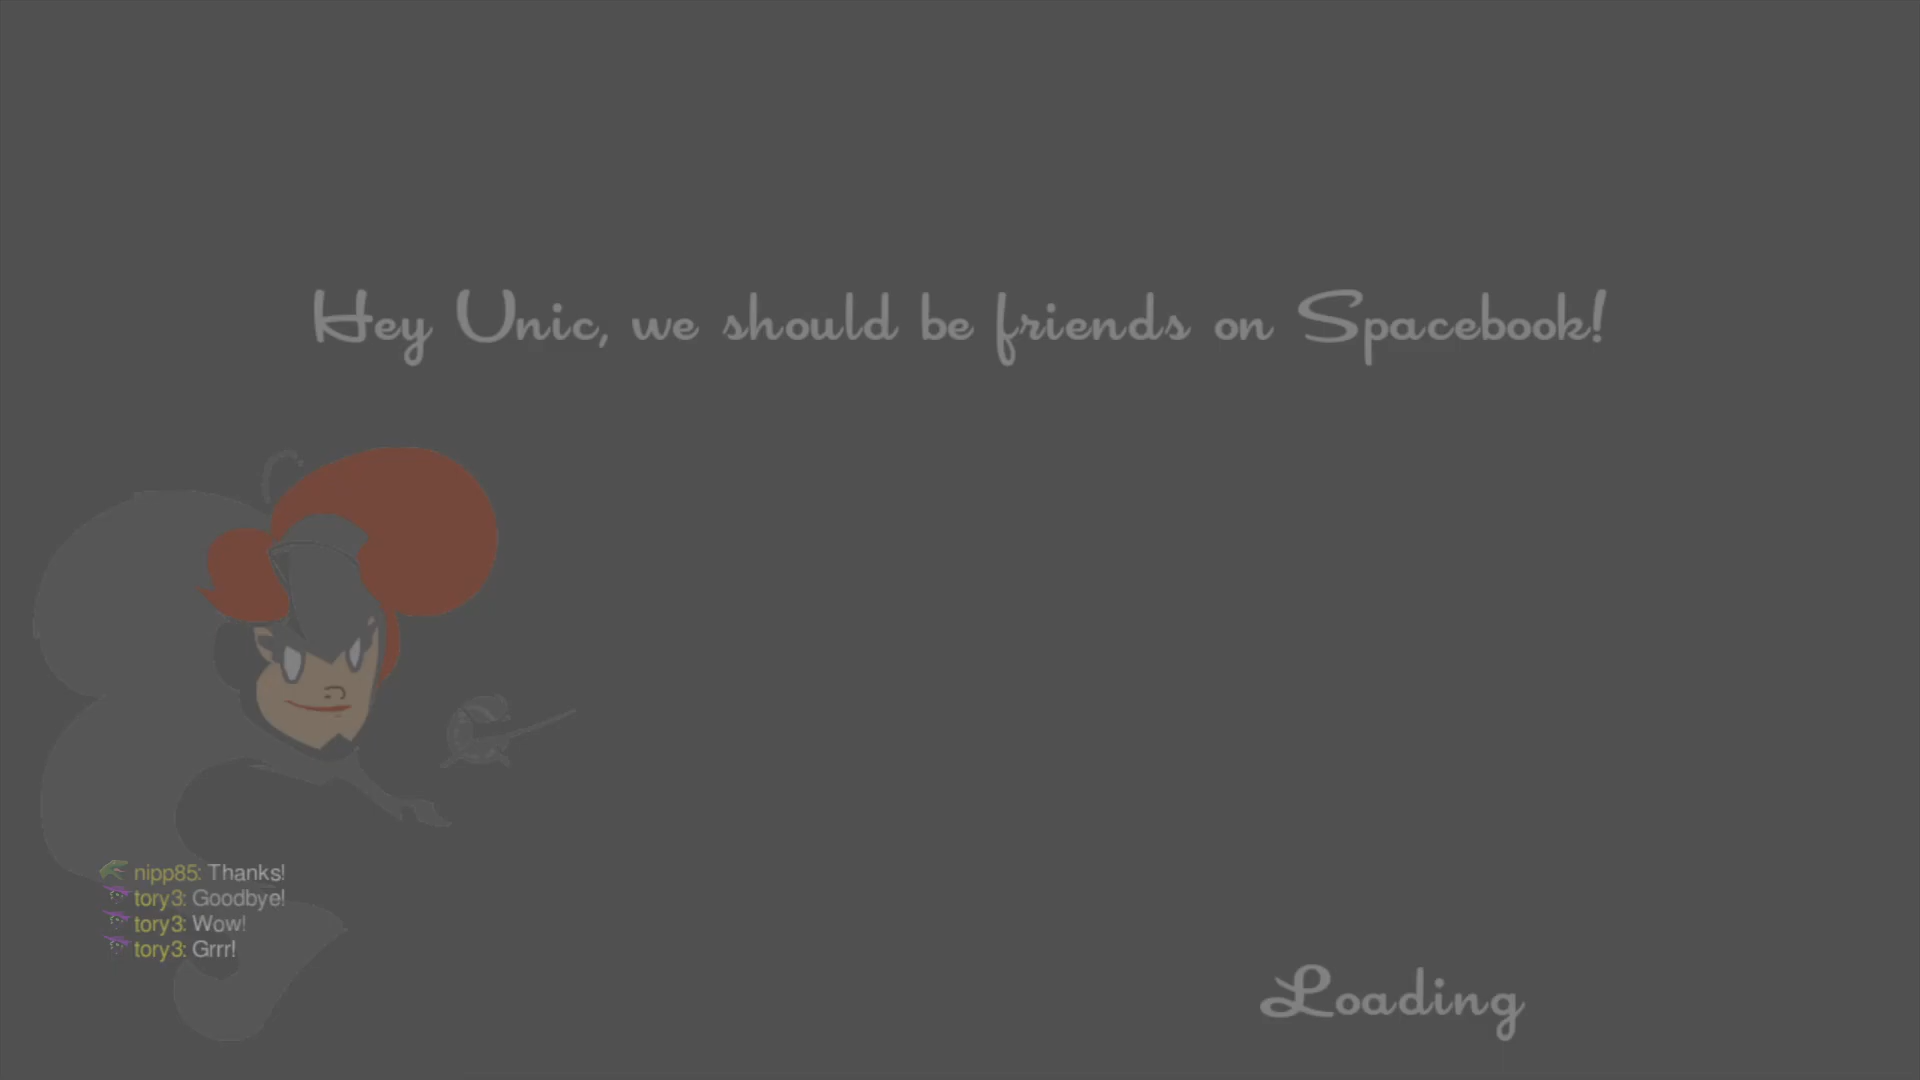 Hey Unic, we should be friends on Spacebook!
nipp85: Thanks!
tory3: Goodbye!
tory3: Wow!
tory3: Grrr!
Loading